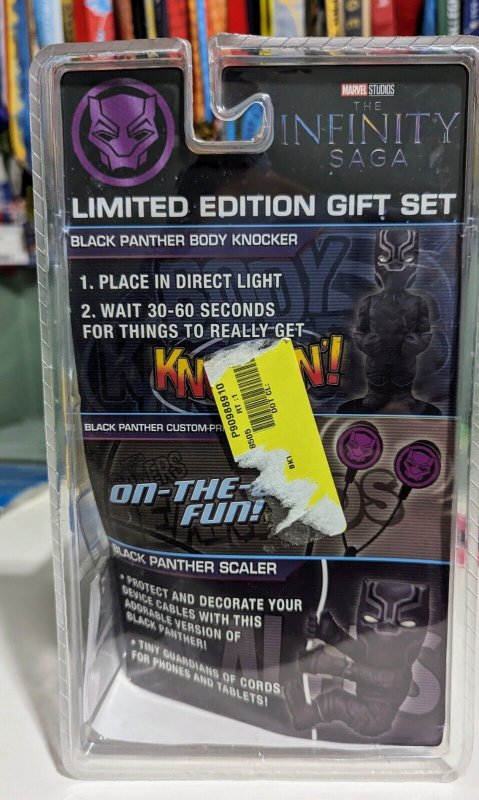 MARVEL STUDIOS
THE
INFINITY
SAGA
LIMITED EDITION GIFT SET
BLACK PANTHER BODY KNOCKER
1. PLACE IN DIRECT LIGHT
2. WAIT 30-60 SECONDS
FOR THINGS TO REALLY GET
P90988910
8505
BLACK PANTHER
ON-THE-
FUN!
BLACK PANTHER SCALER
• PROTECT AND DECORATE YOUR
DEVICE CABLES WITH THIS
ADORABLE VERSION OF
BLACK PANTHER!
• TINY GUARDIANS OF CORDS
FOR PHONES AND TABLETS!